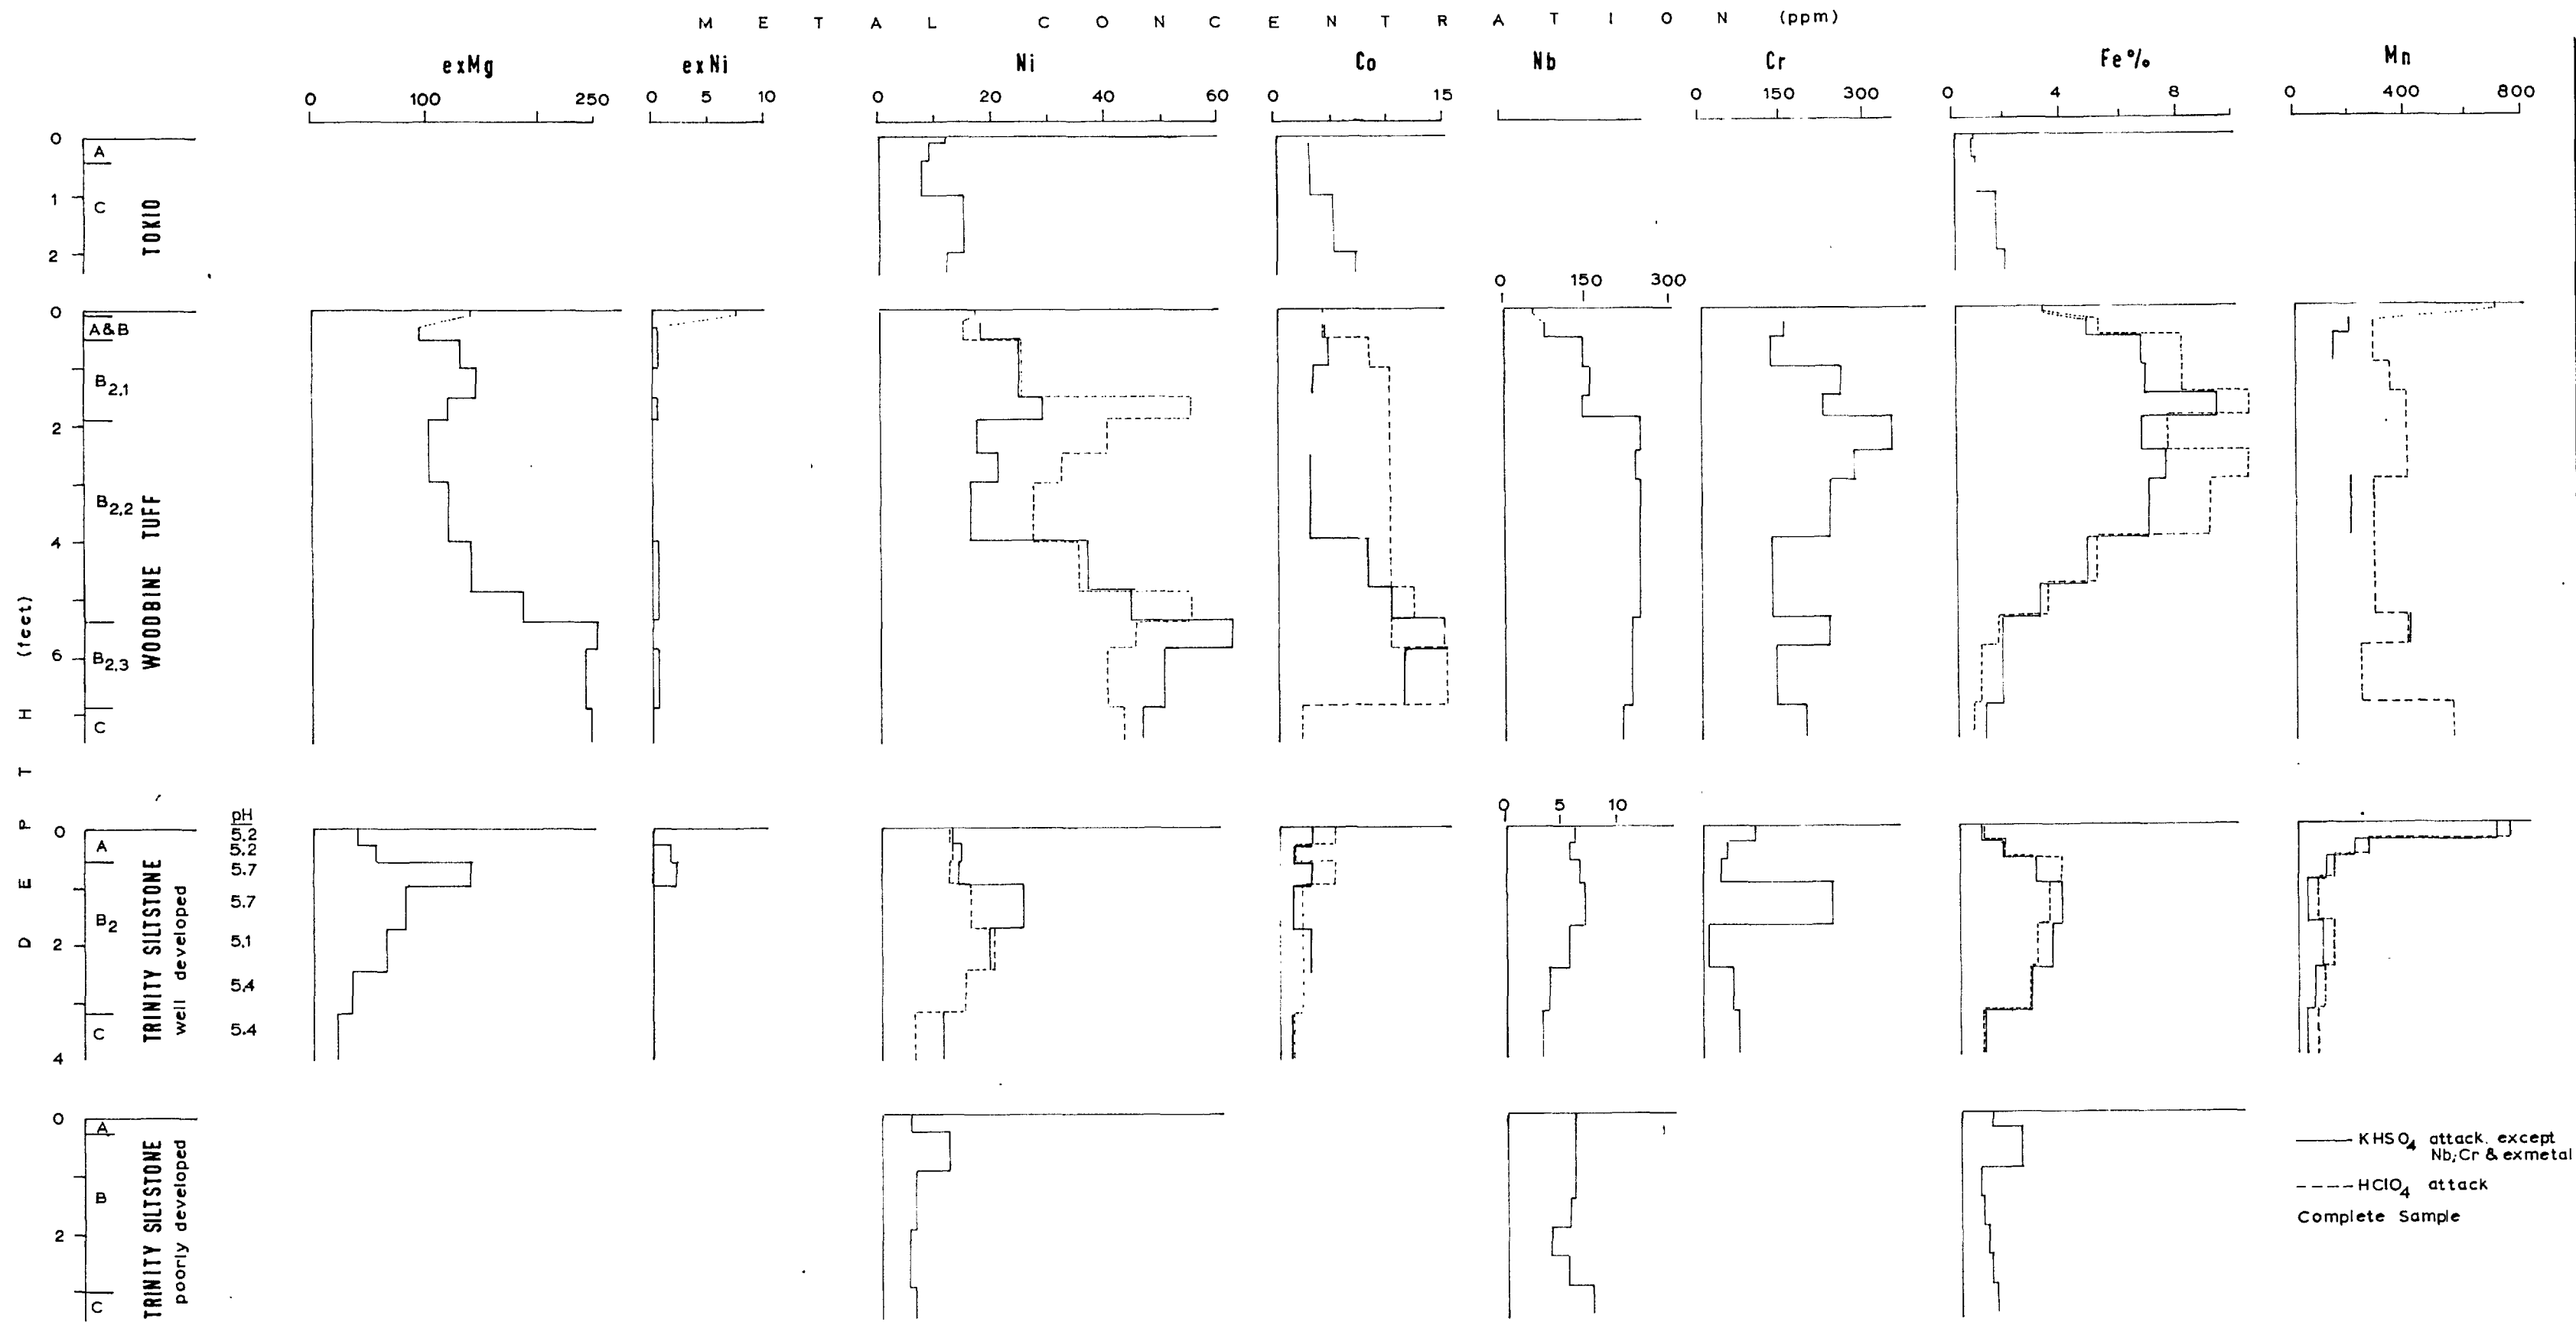 METAL CONCENTRATION (ppm)
exMg exNi Ni Co Nb Cr Fe% Mn
0 100 250 0 5 10 0 20 40 60 0 15 0 150 300 0 4 8 0 400 800
0 A
1 C
2
TOKIO
0 150 300
0 A&B
B2,1
2
B2,2
4
6 B2,3
C
WOODBINE TUFF
DEPTH (feet)
0 5 10
pH
0 A 5.2
5.2
5.7
B2 5.7
2 5.1
5.4
C 5.4
4
TRINITY SILTSTONE
well developed
0 A
B
2
C
TRINITY SILTSTONE
poorly developed
KHSO4 attack. except
Nb;Cr & exmetal
HClO4 attack
Complete Sample